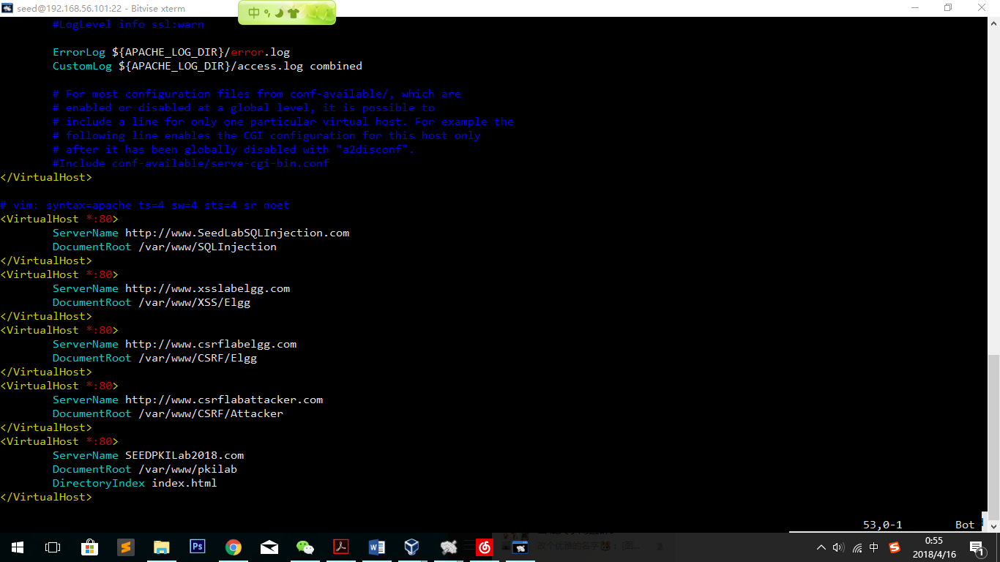 seed@192.168.56.101:22 - Bitvise xterm
中
#LogLevel info ssl:warn
ErrorLog ${APACHE_LOG_DIR}/error.log
CustomLog ${APACHE_LOG_DIR}/access.log combined
# For most configuration files from conf-available/, which are
# enabled or disabled at a global level, it is possible to
# include a line for only one particular virtual host. For example the
# following line enables the CGI configuration for this host only
# after it has been globally disabled with "a2disconf".
#Include conf-available/serve-cgi-bin.conf
</VirtualHost>
# vim: syntax=apache ts=4 sw=4 sts=4 sr noet
<VirtualHost *:80>
ServerName http://www.SeedLabSQLInjection.com
DocumentRoot /var/www/SQLInjection
</VirtualHost>
<VirtualHost *:80>
ServerName http://www.xsslabelgg.com
DocumentRoot /var/www/XSS/Elgg
</VirtualHost>
<VirtualHost *:80>
ServerName http://www.csrflabelgg.com
DocumentRoot /var/www/CSRF/Elgg
</VirtualHost>
<VirtualHost *:80>
ServerName http://www.csrflabattacker.com
DocumentRoot /var/www/CSRF/Attacker
</VirtualHost>
<VirtualHost *:80>
ServerName SEEDPKILab2018.com
DocumentRoot /var/www/pkilab
DirectoryIndex index.html
</VirtualHost>
53,0-1 Bot
Ps
中
0:55
2018/4/16
1